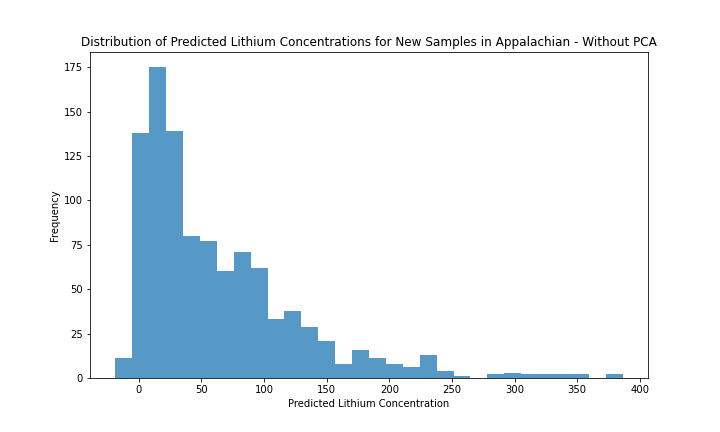 Distribution of Predicted Lithium Concentrations for New Samples in Appalachian - Without PCA
175
150
125
100
75
50
25
0
Frequency
0 50 100 150 200 250 300 350 400
Predicted Lithium Concentration